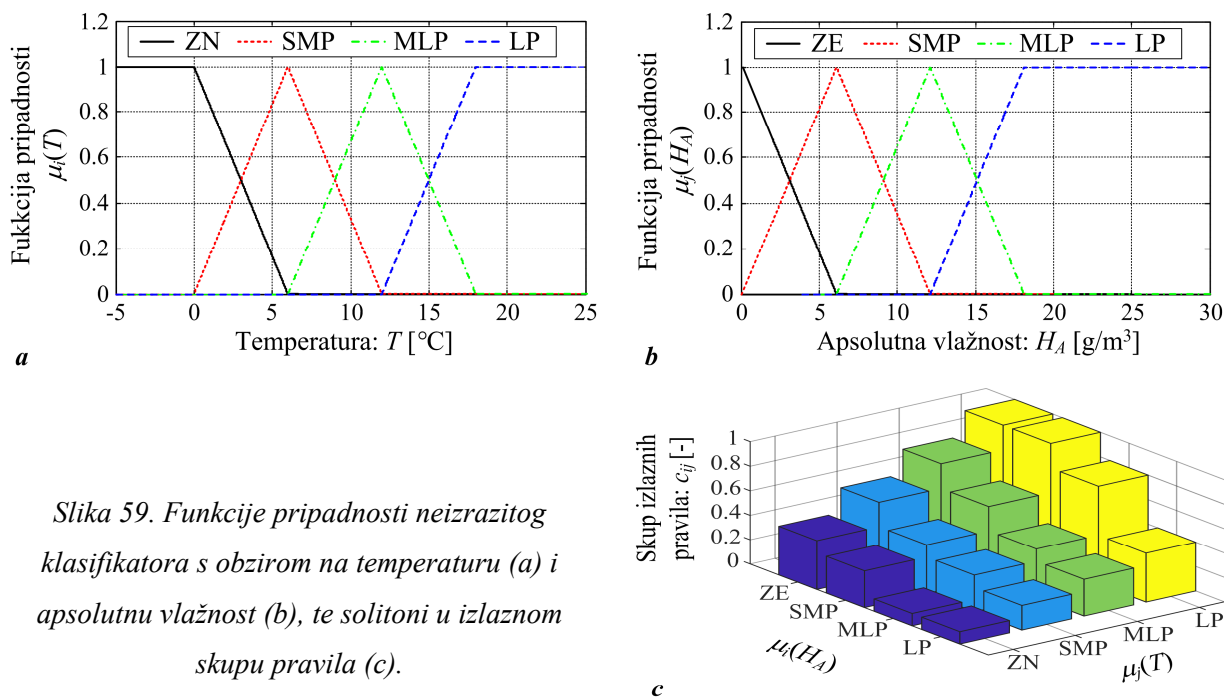 1.2
ZN SMP MLP LP
1
0.8
0.6
0.4
0.2
0
-5 0 5 10 15 20 25
Fukkcija pripadnosti
μi(T)
Temperatura: T [°C]
a
1.2
ZE SMP MLP LP
1
0.8
0.6
0.4
0.2
0
0 5 10 15 20 25 30
Funkcija pripadnosti
μj(HA)
Apsolutna vlažnost: HA [g/m³]
b
Slika 59. Funkcije pripadnosti neizrazitog
klasifikatora s obzirom na temperaturu (a) i
apsolutnu vlažnost (b), te solitoni u izlaznom
skupu pravila (c).
Skup izlaznih
pravila: cij [-]
1
0.8
0.6
0.4
0.2
0
ZE
SMP
MLP
LP
μi(HA)
ZN
SMP
MLP
LP
μj(T)
c